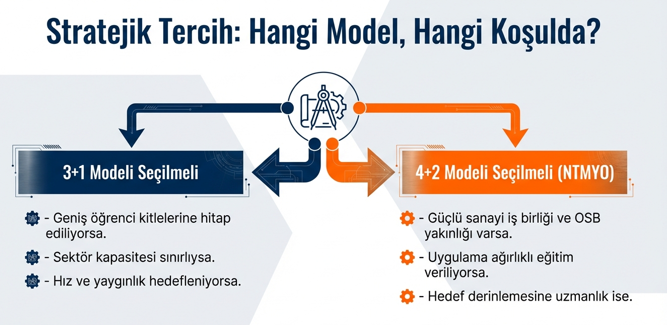 Stratejik Tercih: Hangi Model, Hangi Koşulda?
3+1 Modeli Seçilmeli
- Geniş öğrenci kitlelerine hitap
ediliyorsa.
- Sektör kapasitesi sınırlıysa.
- Hız ve yaygınlık hedefleniyorsa.
4+2 Modeli Seçilmeli (NTMYO)
- Güçlü sanayi iş birliği ve OSB
yakınlığı varsa.
- Uygulama ağırlıklı eğitim
veriliyorsa.
- Hedef derinlemesine uzmanlık ise.